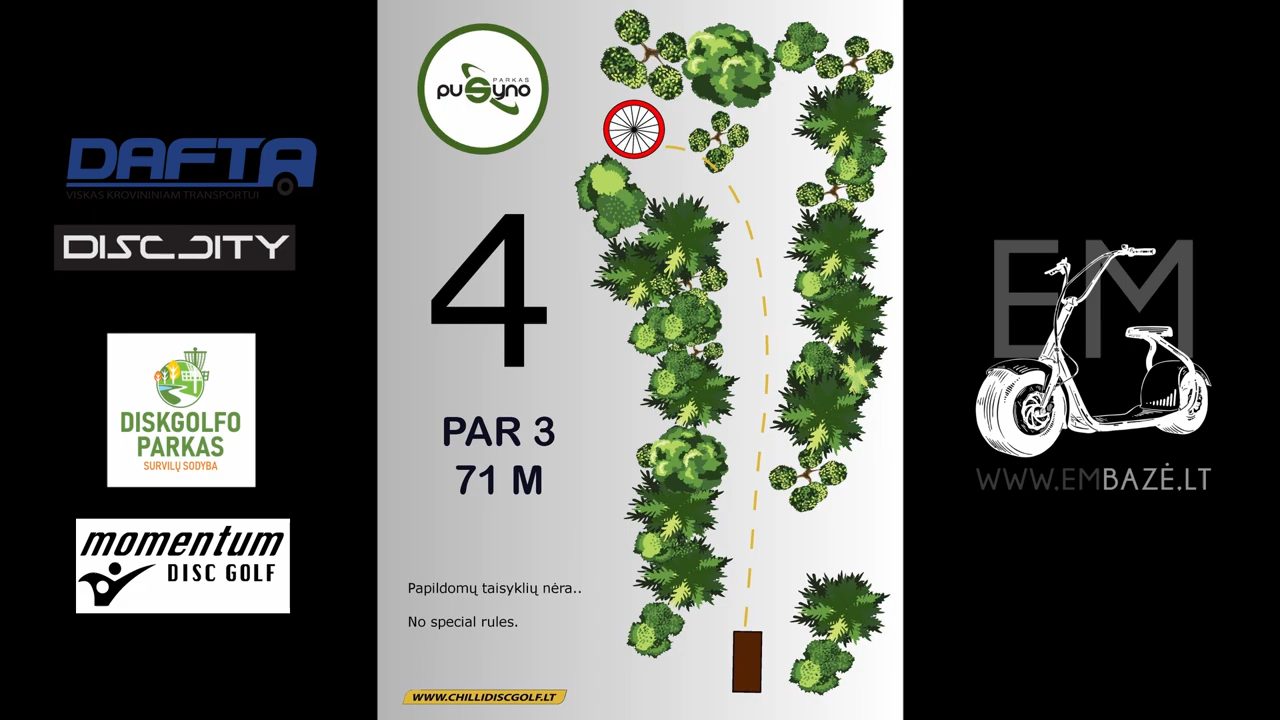 DAFTA
VISKAS KROVININIAM TRANSPORTUI
DISCCITY
DISKGOLFO
PARKAS
SURVILŲ SODYBA
momentum
DISC GOLF
PARKAS
puSyno
4
PAR 3
71 M
Papildomų taisyklių nėra..
No special rules.
WWW.CHILLIDISCGOLF.LT
EM
WWW.EMBAZĖ.LT